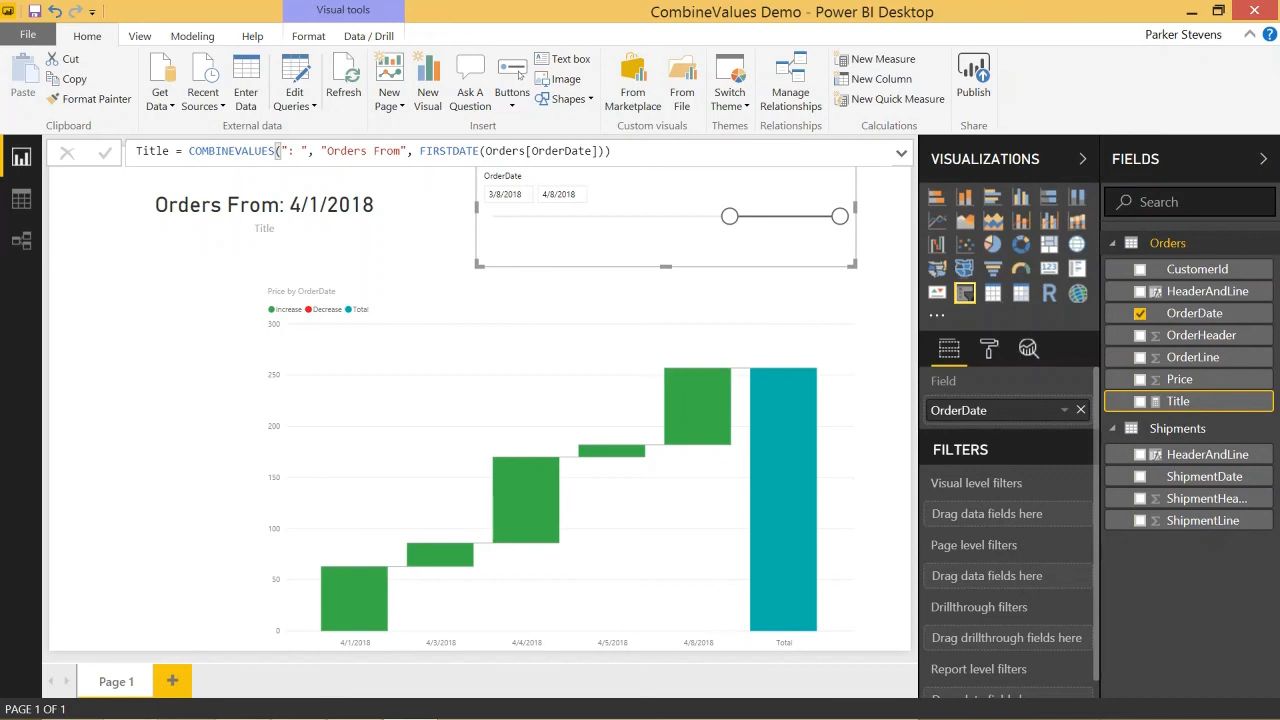 Visual tools
CombineValues Demo - Power BI Desktop
File
Home
View
Modeling
Help
Format
Data / Drill
Parker Stevens
Paste
Cut
Copy
Format Painter
Clipboard
Get Data
Recent Sources
Enter Data
Edit Queries
Refresh
External data
New Page
New Visual
Ask A Question
Buttons
Text box
Image
Shapes
Insert
From Marketplace
From File
Custom visuals
Switch Theme
Themes
Manage Relationships
Relationships
New Measure
New Column
New Quick Measure
Calculations
Publish
Share
Title = COMBINEVALUES(": ", "Orders From", FIRSTDATE(Orders[OrderDate]))
Orders From: 4/1/2018
Title
OrderDate
3/8/2018 4/8/2018
Price by OrderDate
Increase Decrease Total
300
250
200
150
100
50
0
4/1/2018 4/3/2018 4/4/2018 4/5/2018 4/8/2018 Total
VISUALIZATIONS
R
123
Field
OrderDate
FILTERS
Visual level filters
Drag data fields here
Page level filters
Drag data fields here
Drillthrough filters
Drag drillthrough fields here
Report level filters
FIELDS
Search
Orders
CustomerId
HeaderAndLine
OrderDate
OrderHeader
OrderLine
Price
Title
Shipments
HeaderAndLine
ShipmentDate
ShipmentHea...
ShipmentLine
Page 1
PAGE 1 OF 1